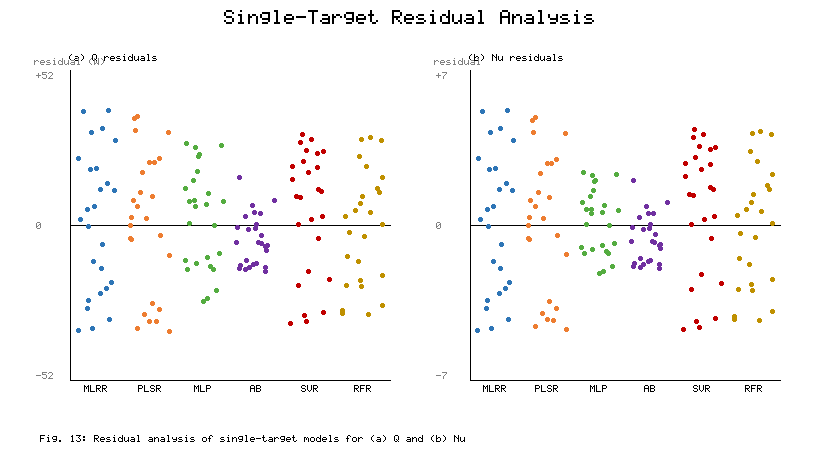 Single-Target Residual Analysis
(a) Q residuals
residual (W)
+52
0
-52
MLRR PLSR MLP AB SVR RFR
(b) Nu residuals
residual
+7
0
-7
MLRR PLSR MLP AB SVR RFR
Fig. 13: Residual analysis of single-target models for (a) Q and (b) Nu